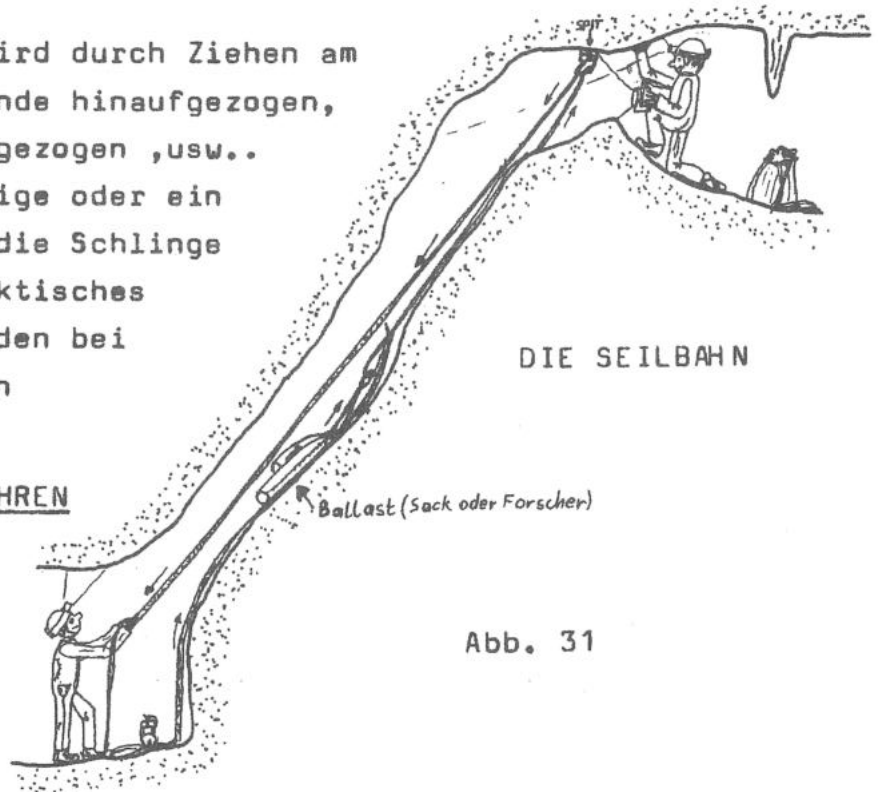 ird durch Ziehen am
nde hinaufgezogen,
gezogen ,usw..
ige oder ein
die Schlinge
ktisches
den bei
n
HREN
SPIT
DIE SEILBAHN
Ballast (Sack oder Forscher)
Abb. 31